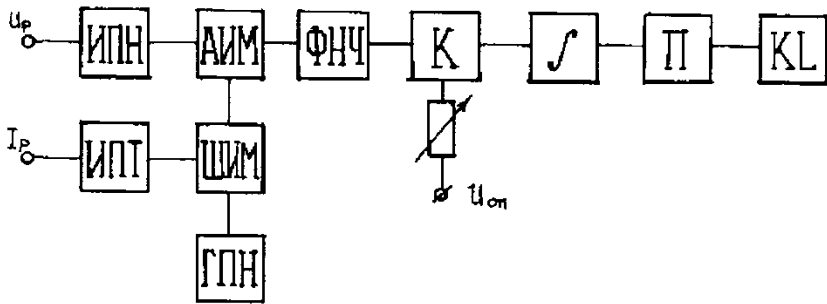 Uр
ИПН
АИМ
ФНЧ
К
∫
П
KL
Iр
ИПТ
ШИМ
Uоп
ГПН